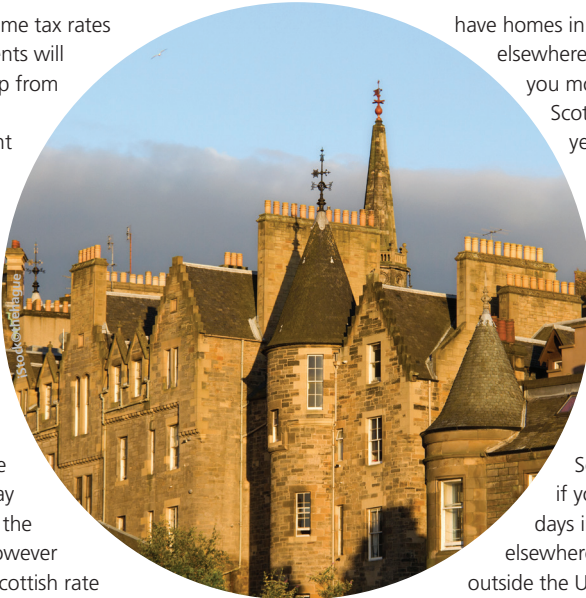 me tax rates
nts will
p from
nt
e
ay
the
owever
cottish rate
have homes in
elsewhere
you mo
Scot
ye
S
if yo
days i
elsewhere
outside the U